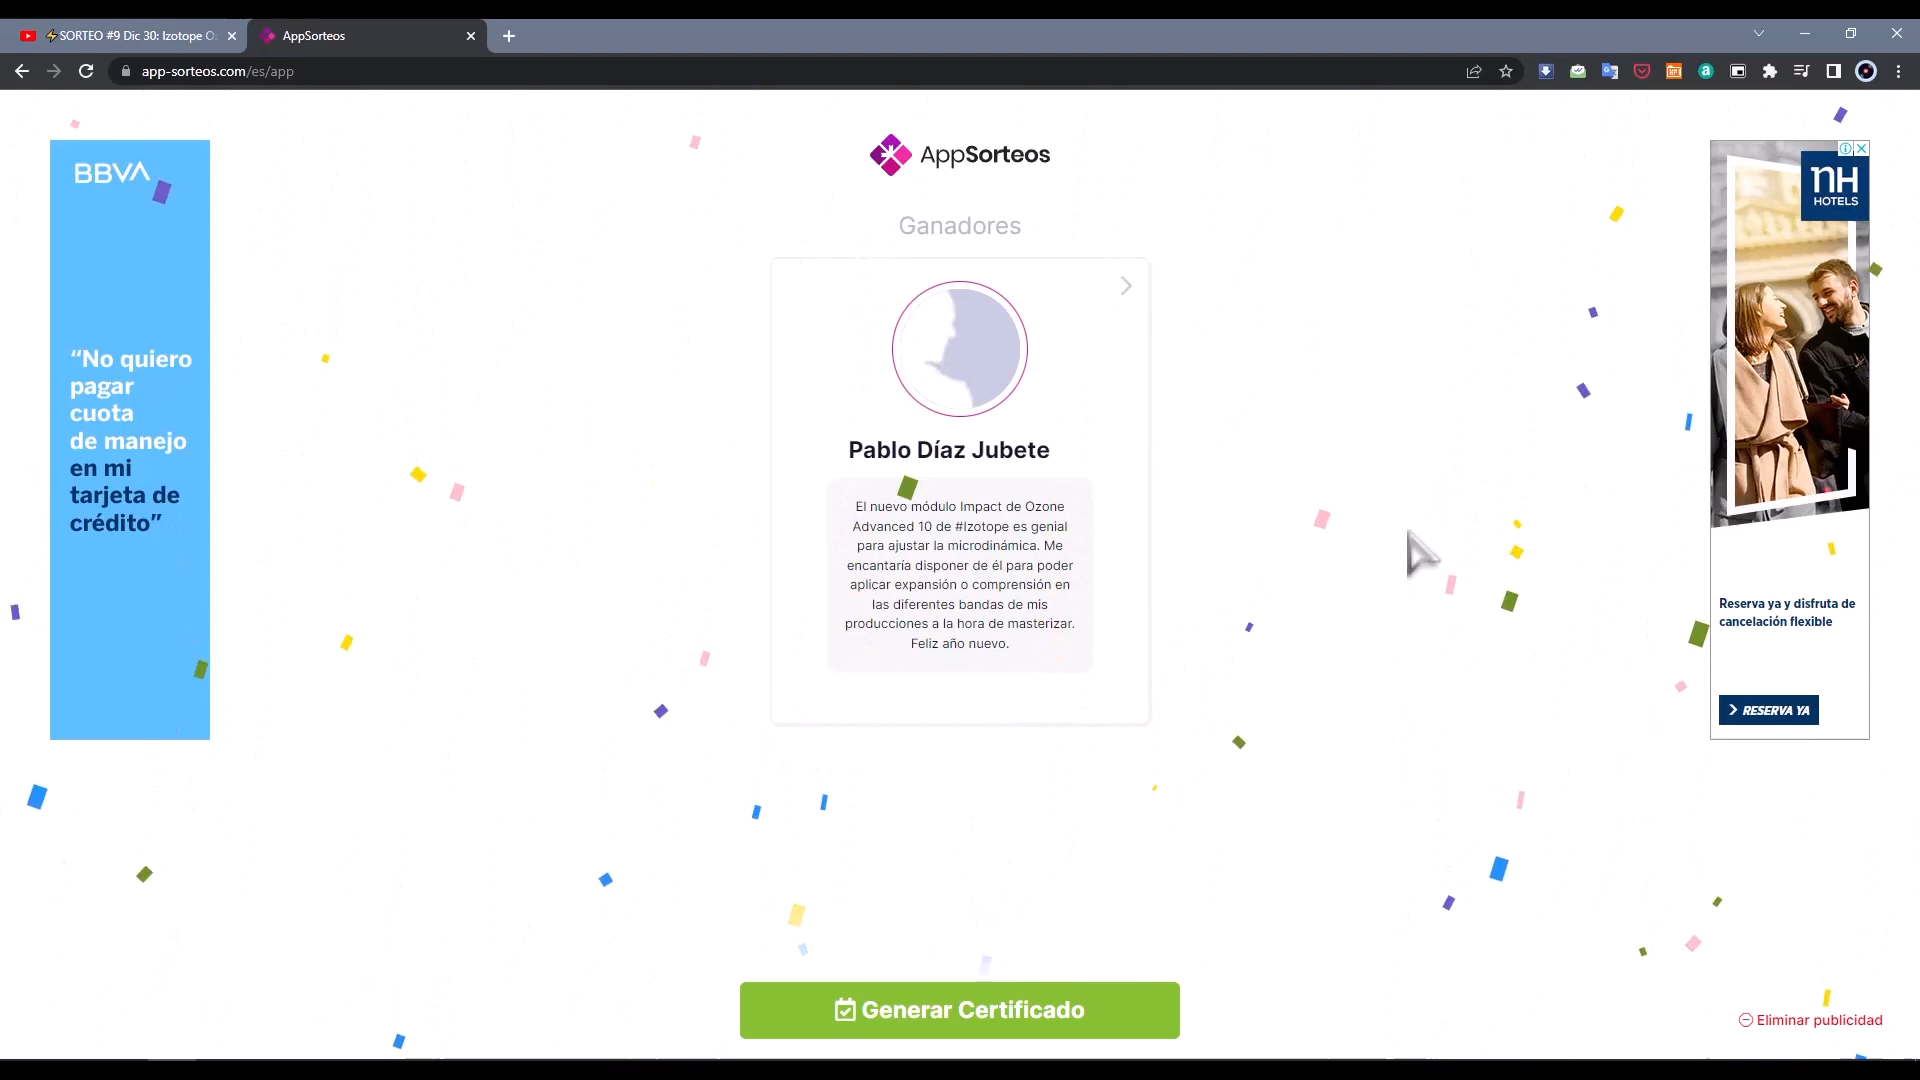 ⚡SORTEO #9 Dic 30: Izotope O
AppSorteos
app-sorteos.com/es/app
BBVA
“No quiero
pagar
cuota
de manejo
en mi
tarjeta de
crédito”
AppSorteos
Ganadores
Pablo Díaz Jubete
El nuevo módulo Impact de Ozone
Advanced 10 de #Izotope es genial
para ajustar la microdinámica. Me
encantaría disponer de él para poder
aplicar expansión o comprensión en
las diferentes bandas de mis
producciones a la hora de masterizar.
Feliz año nuevo.
Generar Certificado
nH
HOTELS
Reserva ya y disfruta de
cancelación flexible
RESERVA YA
Eliminar publicidad